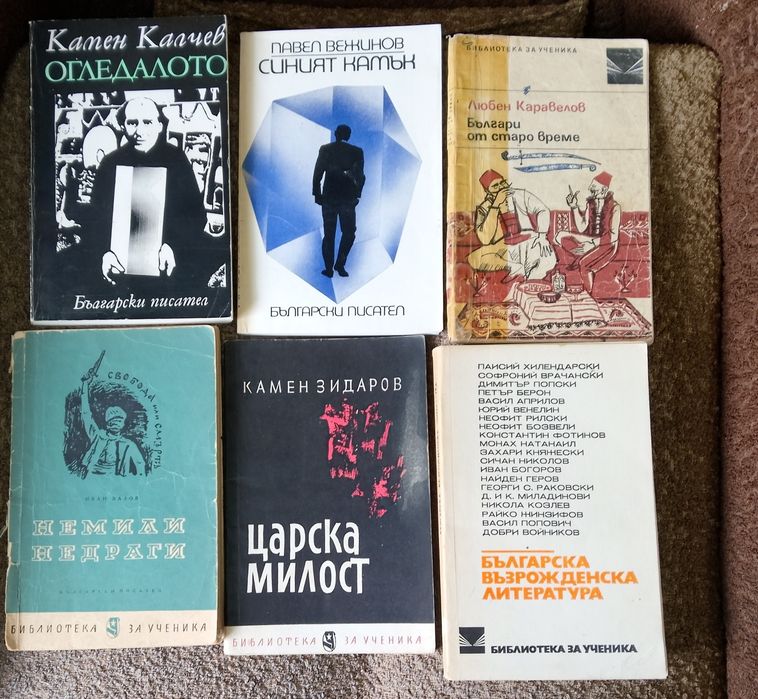 Камен Калчев
ОГЛЕДАЛОТО
Български писател
ПАВЕЛ ВЕЖИНОВ
СИНИЯТ КАМЪК
БЪЛГАРСКИ ПИСАТЕЛ
БИБЛИОТЕКА ЗА УЧЕНИКА
Любен Каравелов
Българи
от старо време
СВОБОДА ИЛИ СМЪРТЬ
ИВАН ВАЗОВ
НЕМИЛИ
НЕДРАГИ
БЪЛГАРСКИ ПИСАТЕЛ
БИБЛИОТЕКА ЗА УЧЕНИКА
КАМЕН ЗИДАРОВ
ЦАРСКА
МИЛОСТ
БИБЛИОТЕКА ЗА УЧЕНИКА
ПАИСИЙ ХИЛЕНДАРСКИ
СОФРОНИЙ ВРАЧАНСКИ
ДИМИТЪР ПОПСКИ
ПЕТЪР БЕРОН
ВАСИЛ АПРИЛОВ
ЮРИЙ ВЕНЕЛИН
НЕОФИТ РИЛСКИ
НЕОФИТ БОЗВЕЛИ
КОНСТАНТИН ФОТИНОВ
МОНАХ НАТАНАИЛ
ЗАХАРИ КНЯЖЕСКИ
СИЧАН НИКОЛОВ
ИВАН БОГОРОВ
НАЙДЕН ГЕРОВ
ГЕОРГИ С. РАКОВСКИ
Д. И К. МИЛАДИНОВИ
НИКОЛА КОЗЛЕВ
РАЙКО ЖИНЗИФОВ
ВАСИЛ ПОПОВИЧ
ДОБРИ ВОЙНИКОВ
БЪЛГАРСКА
ВЪЗРОЖДЕНСКА
ЛИТЕРАТУРА
БИБЛИОТЕКА ЗА УЧЕНИКА